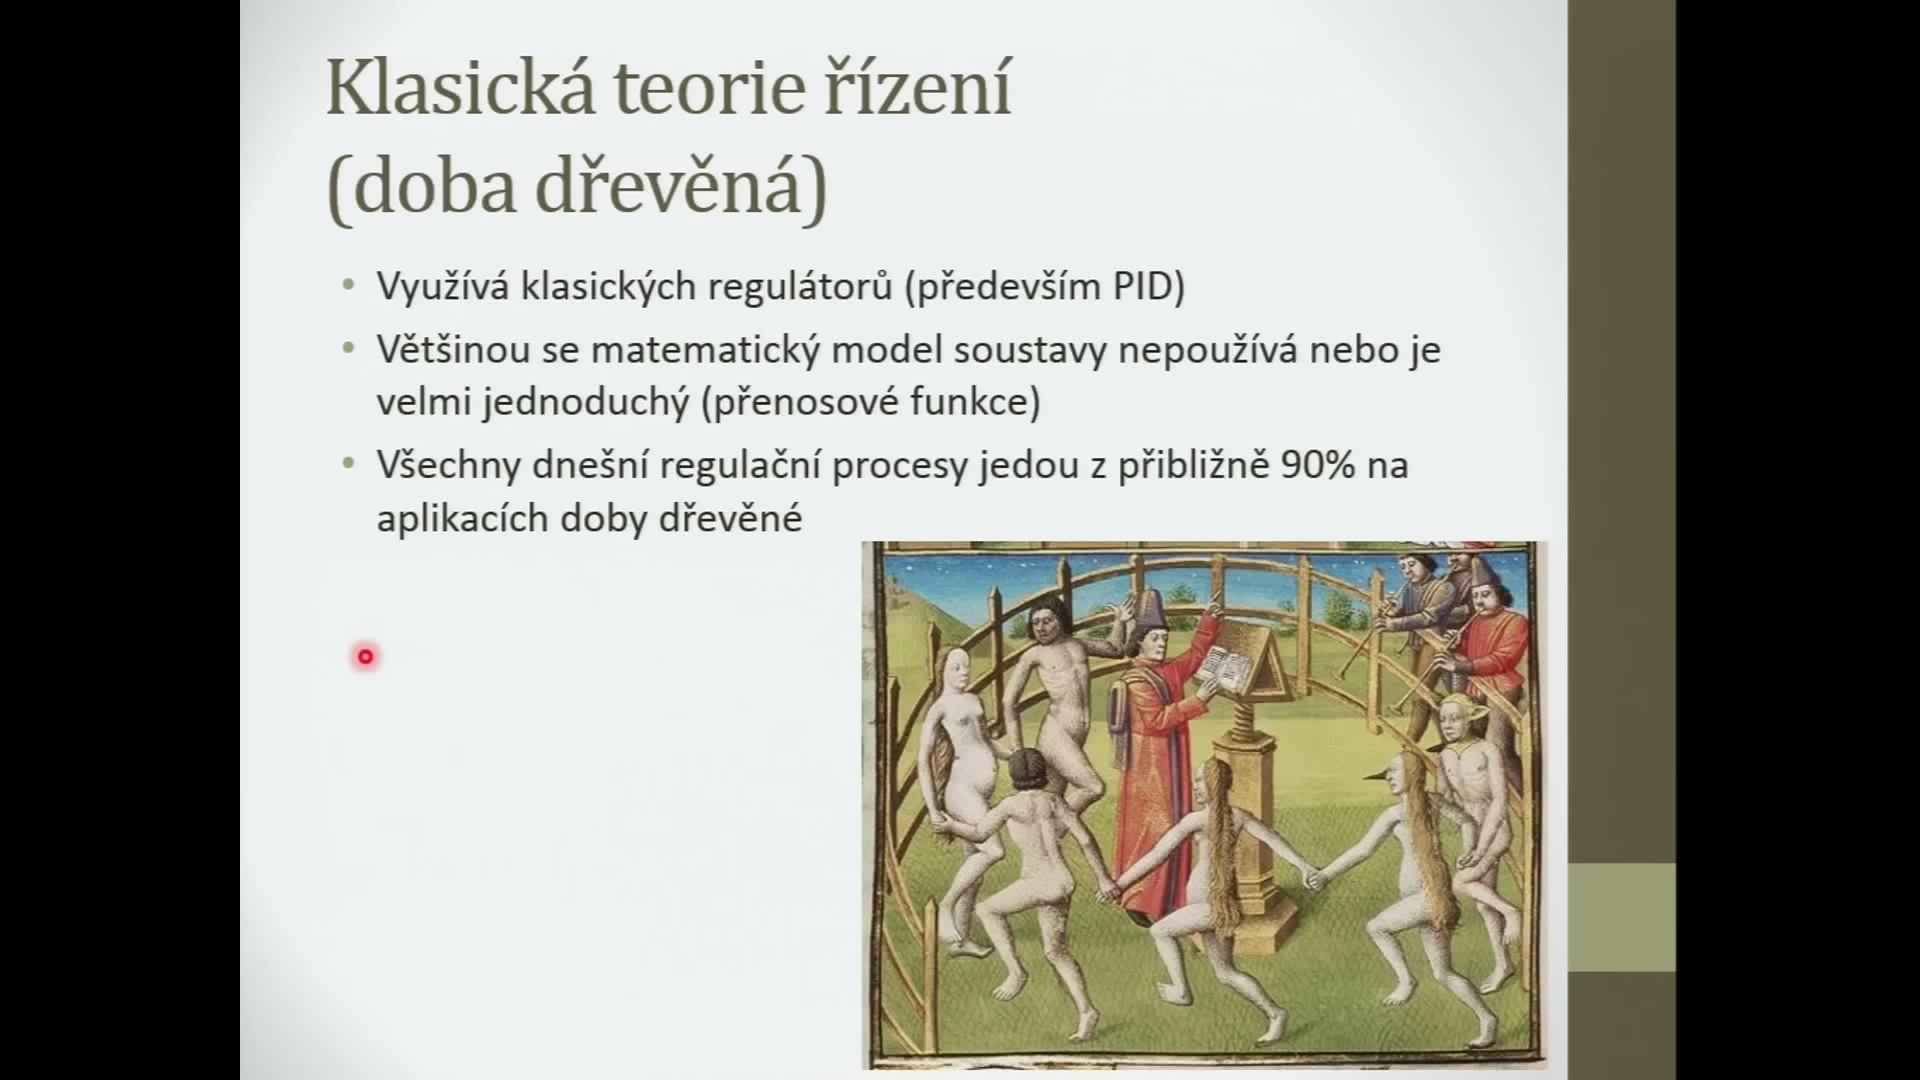 Klasická teorie řízení
(doba dřevěná)
• Využívá klasických regulátorů (především PID)
• Většinou se matematický model soustavy nepoužívá nebo je
velmi jednoduchý (přenosové funkce)
• Všechny dnešní regulační procesy jedou z přibližně 90% na
aplikacích doby dřevěné